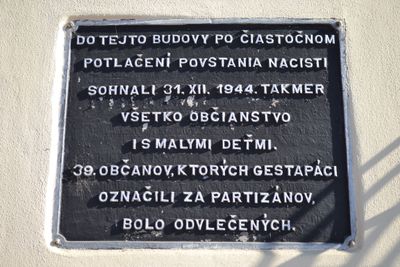 DO TEJTO BUDOVY PO ČIASTOČNOM
POTLAČENÍ POVSTANIA NACISTI
SOHNALI 31. XII. 1944. TAKMER
VŠETKO OBČIANSTVO
I S MALÝMI DEŤMI.
39. OBČANOV, KTORÝCH GESTAPÁCI
OZNAČILI ZA PARTIZÁNOV,
BOLO ODVLEČENÝCH.